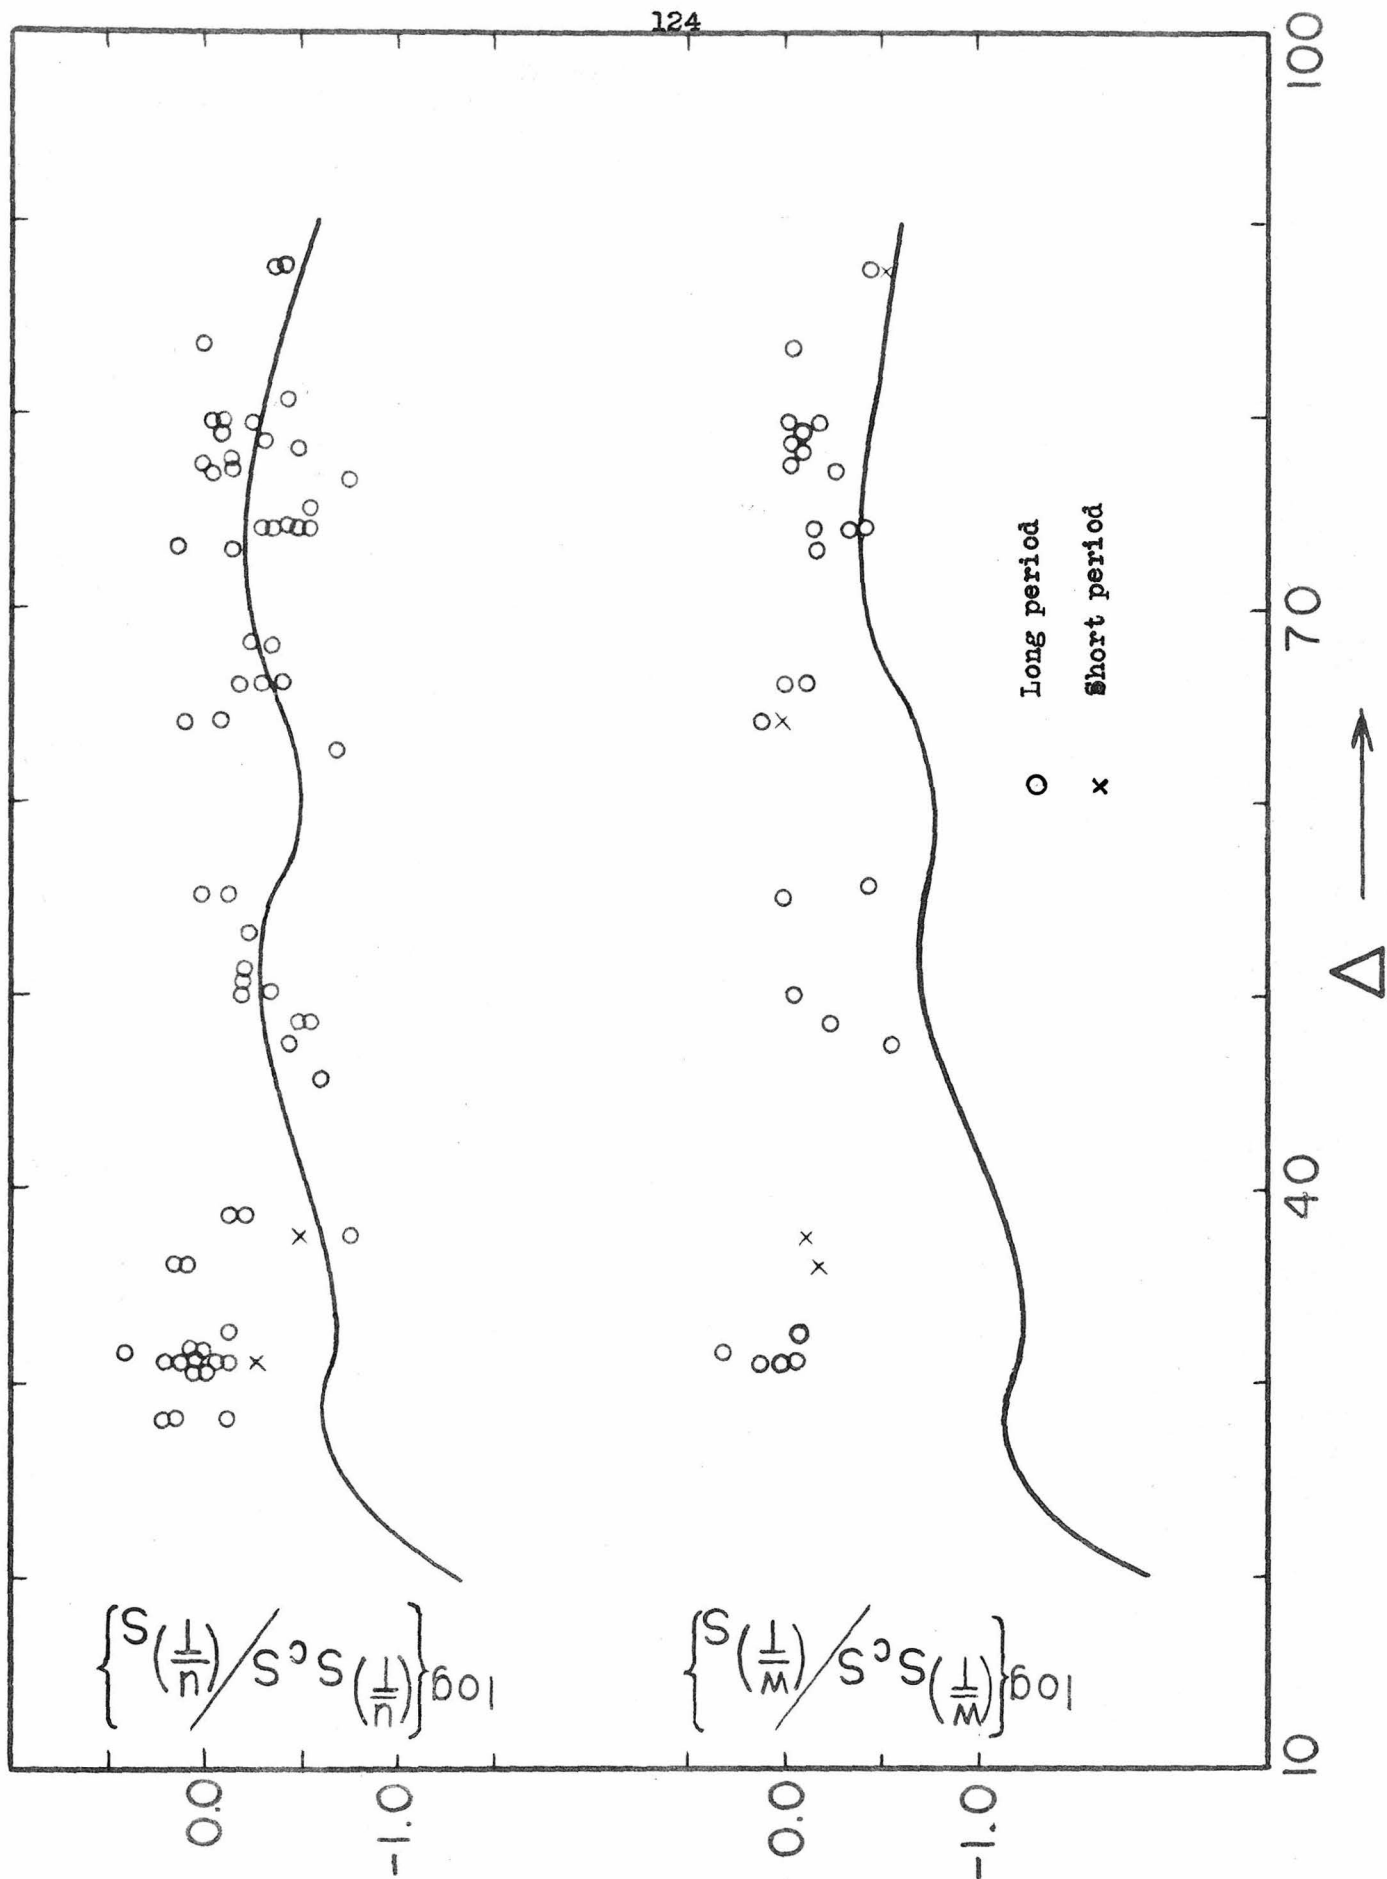 124
log{(u/T)ScS/(u/T)S}
0.0
-1.0
log{(w/T)ScS/(w/T)S}
0.0
-1.0
O Long period
x Short period
10
40
70
100
Δ →